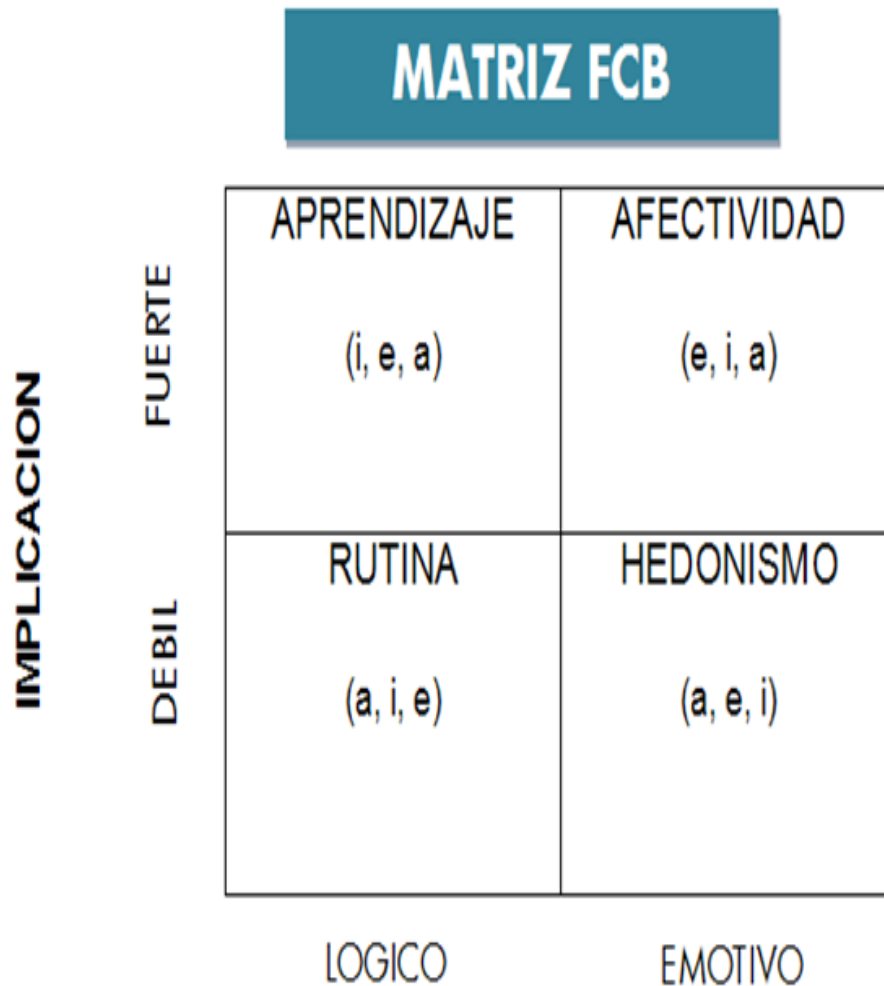 MATRIZ FCB
IMPLICACION
FUERTE
APRENDIZAJE
(i, e, a)
AFECTIVIDAD
(e, i, a)
DEBIL
RUTINA
(a, i, e)
HEDONISMO
(a, e, i)
LOGICO
EMOTIVO